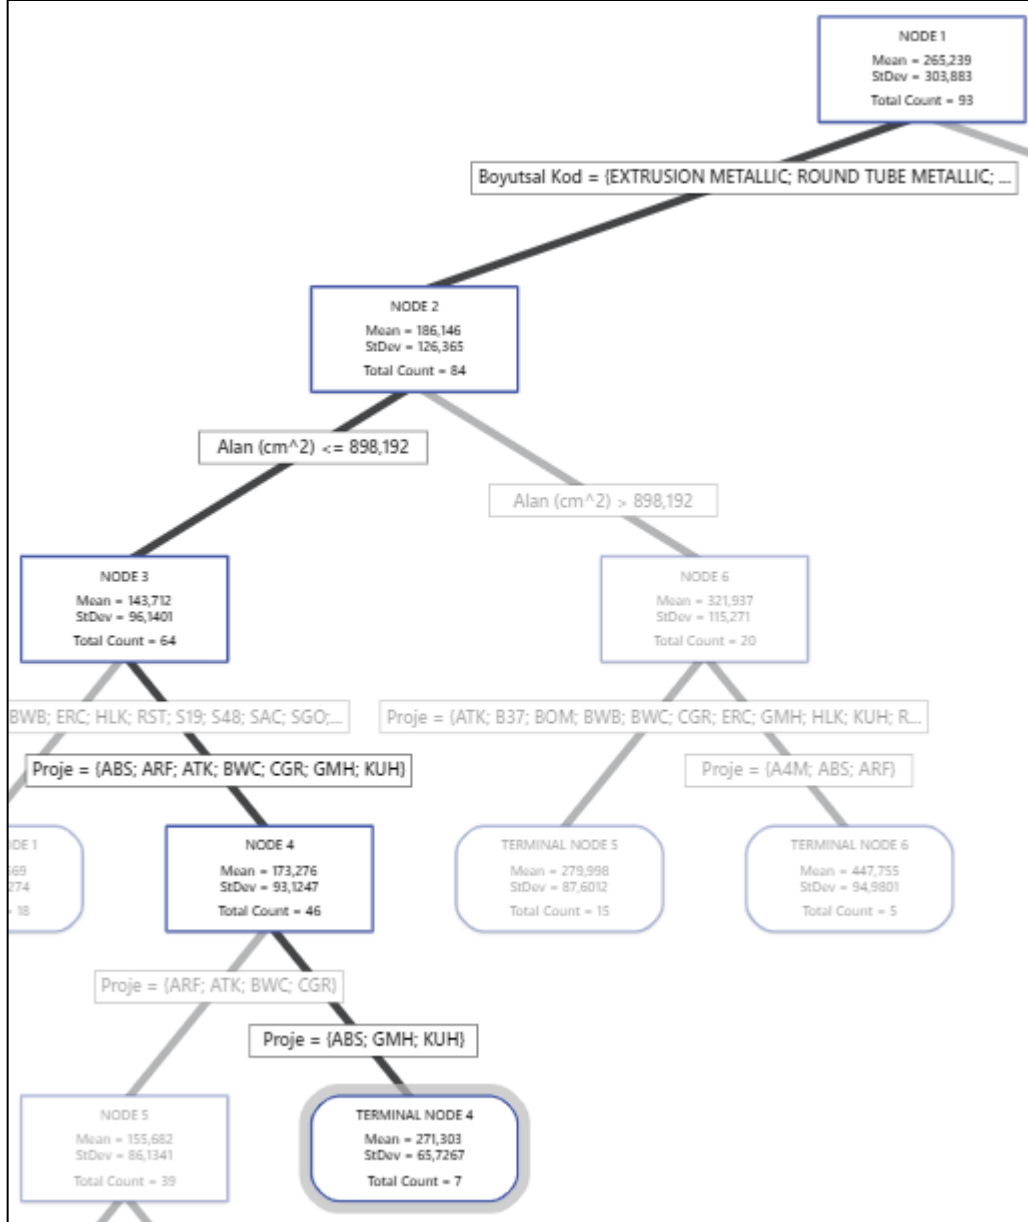 NODE 1
Mean = 265,239
StDev = 303,883
Total Count = 93
Boyutsal Kod = {EXTRUSION METALLIC; ROUND TUBE METALLIC; ...
NODE 2
Mean = 186,146
StDev = 126,365
Total Count = 84
Alan (cm^2) <= 898,192
Alan (cm^2) > 898,192
NODE 3
Mean = 143,712
StDev = 96,1401
Total Count = 64
NODE 6
Mean = 321,937
StDev = 115,271
Total Count = 20
BWB; ERC; HLK; RST; S19; S48; SAC; SGO;...
Proje = {ATK; B37; BOM; BWB; BWC; CGR; ERC; GMH; HLK; KUH; R...
Proje = {ABS; ARF; ATK; BWC; CGR; GMH; KUH}
Proje = {A4M; ABS; ARF}
DE 1
669
274
= 18
NODE 4
Mean = 173,276
StDev = 93,1247
Total Count = 46
TERMINAL NODE 5
Mean = 279,998
StDev = 87,6012
Total Count = 15
TERMINAL NODE 6
Mean = 447,755
StDev = 94,9801
Total Count = 5
Proje = {ARF; ATK; BWC; CGR}
Proje = {ABS; GMH; KUH}
NODE 5
Mean = 155,682
StDev = 86,1341
Total Count = 39
TERMINAL NODE 4
Mean = 271,303
StDev = 65,7267
Total Count = 7